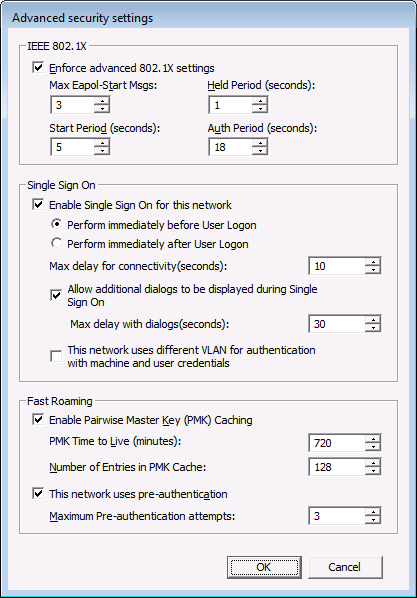 Advanced security settings
IEEE 802.1X
Enforce advanced 802.1X settings
Max Eapol-Start Msgs: Held Period (seconds):
3 1
Start Period (seconds): Auth Period (seconds):
5 18
Single Sign On
Enable Single Sign On for this network
Perform immediately before User Logon
Perform immediately after User Logon
Max delay for connectivity(seconds): 10
Allow additional dialogs to be displayed during Single
Sign On
Max delay with dialogs(seconds): 30
This network uses different VLAN for authentication
with machine and user credentials
Fast Roaming
Enable Pairwise Master Key (PMK) Caching
PMK Time to Live (minutes): 720
Number of Entries in PMK Cache: 128
This network uses pre-authentication
Maximum Pre-authentication attempts: 3
OK Cancel